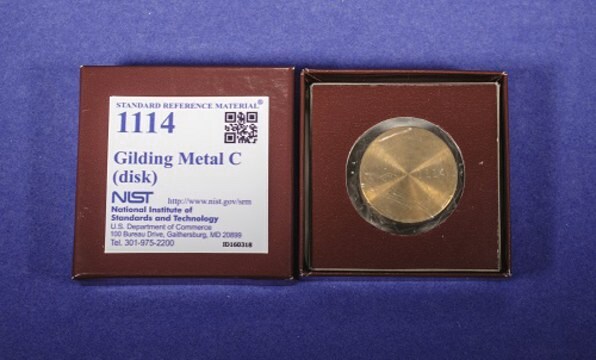 STANDARD REFERENCE MATERIAL®
1114
Gilding Metal C
(disk)
NIST http://www.nist.gov/srm
National Institute of
Standards and Technology
U.S. Department of Commerce
100 Bureau Drive, Gaithersburg, MD 20899
Tel. 301-975-2200 ID160318
1114